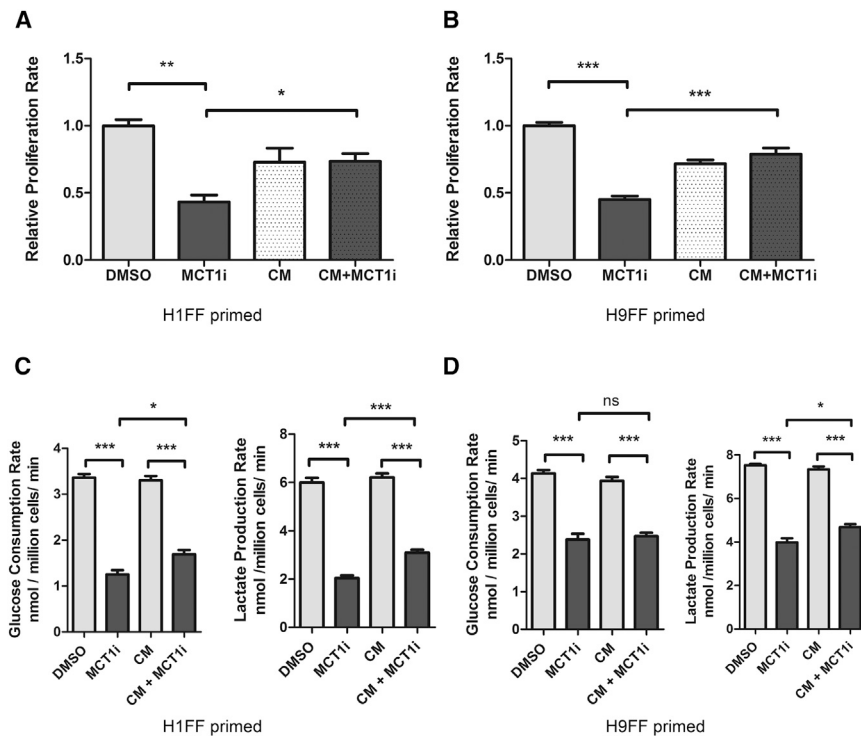 A
Relative Proliferation Rate
1.5
1.0
0.5
0.0
**
*
DMSO MCT1i CM CM+MCT1i
H1FF primed
B
Relative Proliferation Rate
1.5
1.0
0.5
0.0
***
***
DMSO MCT1i CM CM+MCT1i
H9FF primed
C
Glucose Consumption Rate
nmol / million cells/ min
4
3
2
1
0
*
*** ***
DMSO MCT1i CM CM + MCT1i
Lactate Production Rate
nmol /million cells/ min
8
6
4
2
0
***
*** ***
DMSO MCT1i CM CM + MCT1i
H1FF primed
D
Glucose Consumption Rate
nmol / million cells/ min
5
4
3
2
1
0
ns
*** ***
DMSO MCT1i CM CM + MCT1i
Lactate Production Rate
nmol /million cells/ min
8
6
4
2
0
*
*** ***
DMSO MCT1i CM CM + MCT1i
H9FF primed